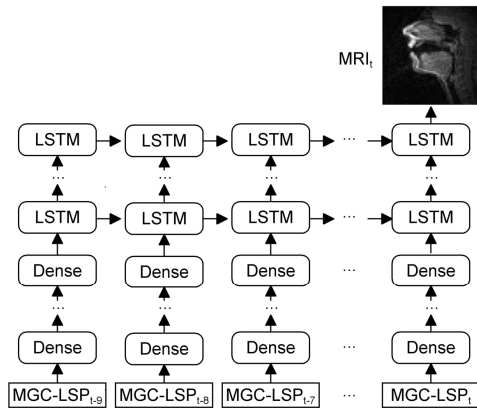 MRIt
LSTM LSTM LSTM ... LSTM
... ... ... ...
LSTM LSTM LSTM ... LSTM
Dense Dense Dense ... Dense
... ... ... ...
Dense Dense Dense ... Dense
MGC-LSPt-9 MGC-LSPt-8 MGC-LSPt-7 ... MGC-LSPt